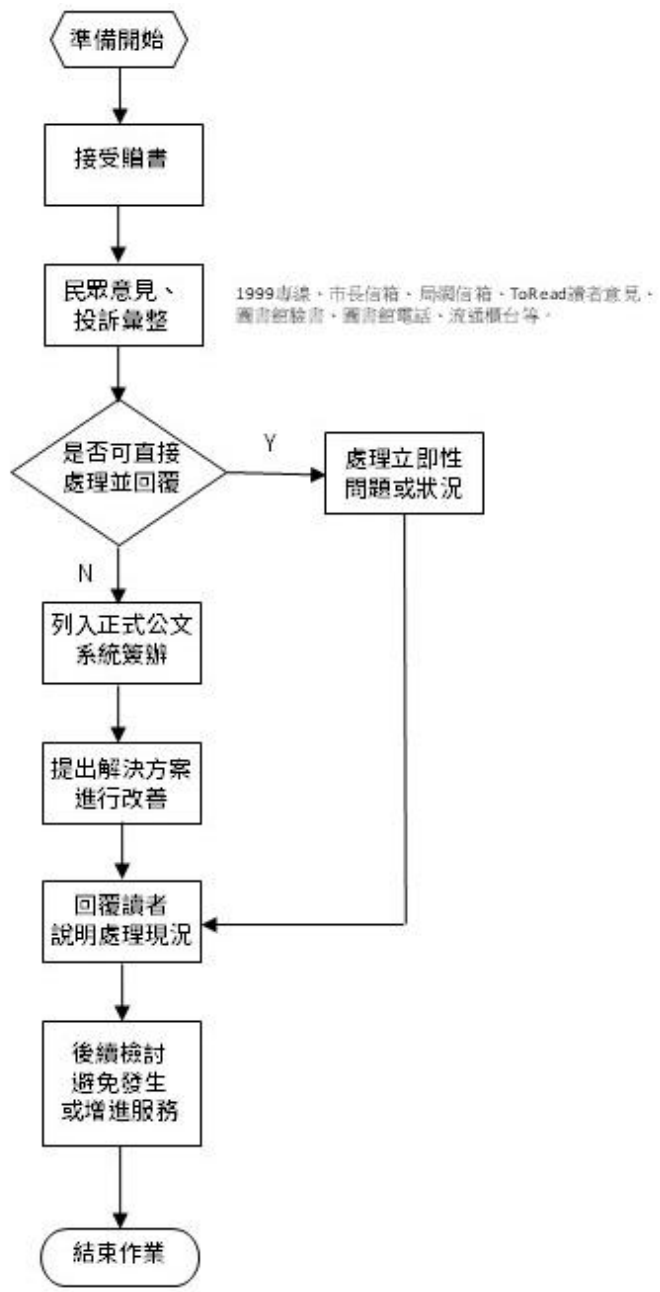 準備開始
接受贈書
民眾意見、
投訴彙整
1999專線、市長信箱、局網信箱、ToRead讀者意見、
圖書館臉書、圖書館電話、流通櫃台等。
是否可直接
處理並回覆
Y
處理立即性
問題或狀況
N
列入正式公文
系統簽辦
提出解決方案
進行改善
回覆讀者
說明處理現況
後續檢討
避免發生
或增進服務
結束作業